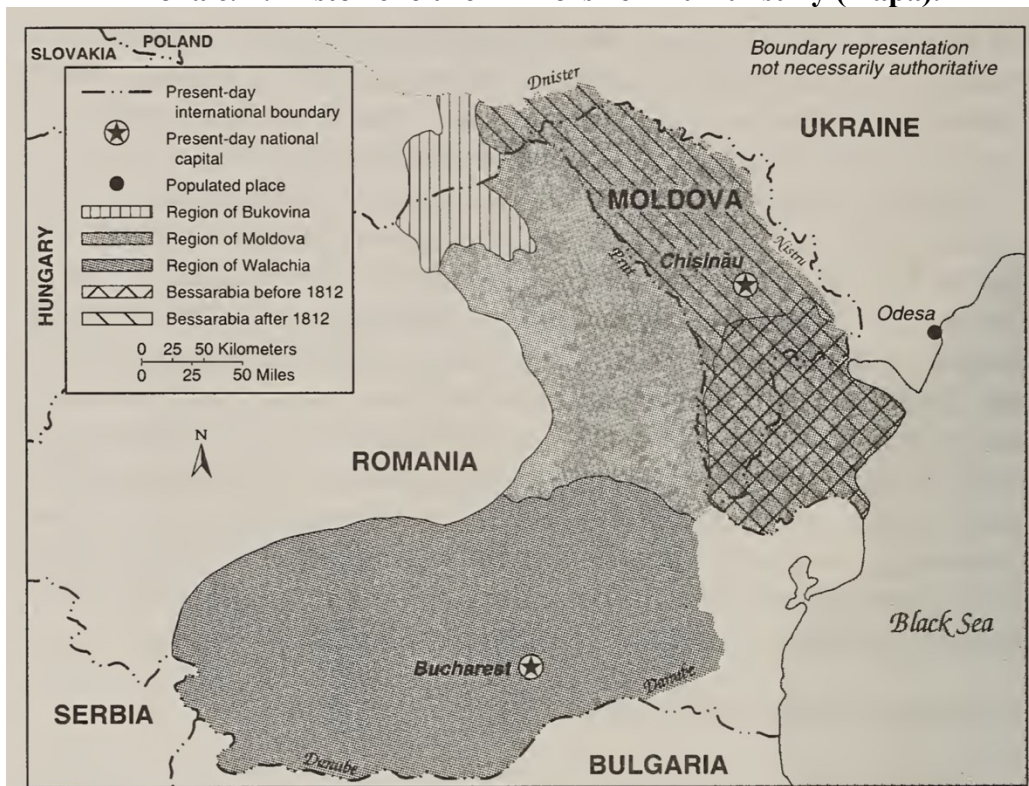 SLOVAKIA
POLAND
Present-day
international boundary
Present-day national
capital
Populated place
Region of Bukovina
Region of Moldova
Region of Walachia
Bessarabia before 1812
Bessarabia after 1812
0 25 50 Kilometers
0 25 50 Miles
Boundary representation
not necessarily authoritative
Dnister
UKRAINE
MOLDOVA
HUNGARY
Prut
Nistru
Chișinău
Odesa
N
ROMANIA
Black Sea
Bucharest
Danube
SERBIA
Danube
BULGARIA